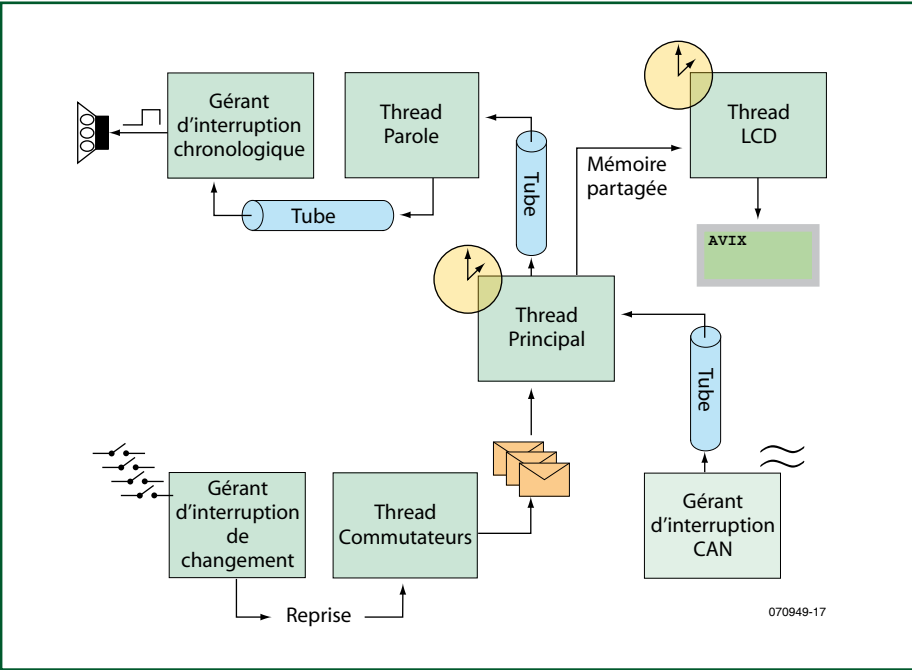 Gérant
d'interruption
chronologique
Thread
Parole
Thread
LCD
Mémoire
partagée
Tube
Tube
AVIX
Thread
Principal
Tube
Gérant
d'interruption
de
changement
Thread
Commutateurs
Gérant
d'interruption
CAN
Reprise
070949-17